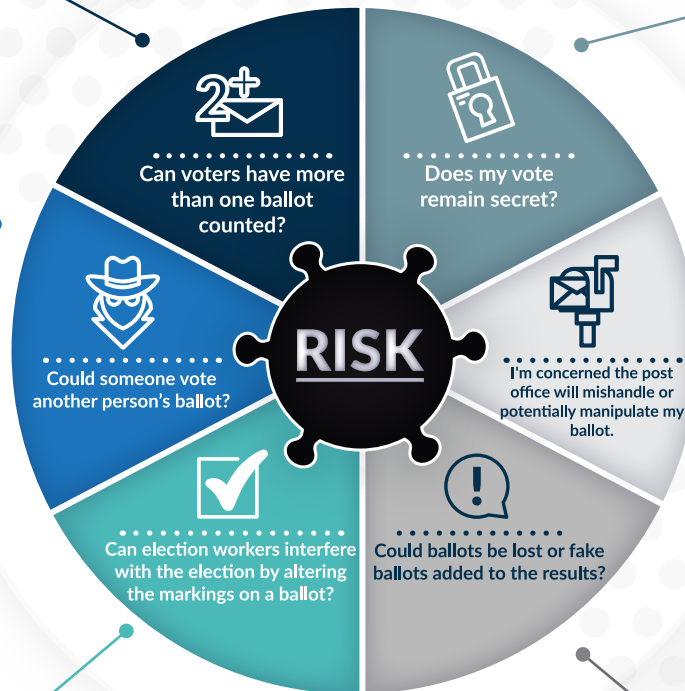 2+
Can voters have more
than one ballot
counted?
Does my vote
remain secret?
Could someone vote
another person's ballot?
RISK
I'm concerned the post
office will mishandle or
potentially manipulate my
ballot.
Can election workers interfere
with the election by altering
the markings on a ballot?
Could ballots be lost or fake
ballots added to the results?